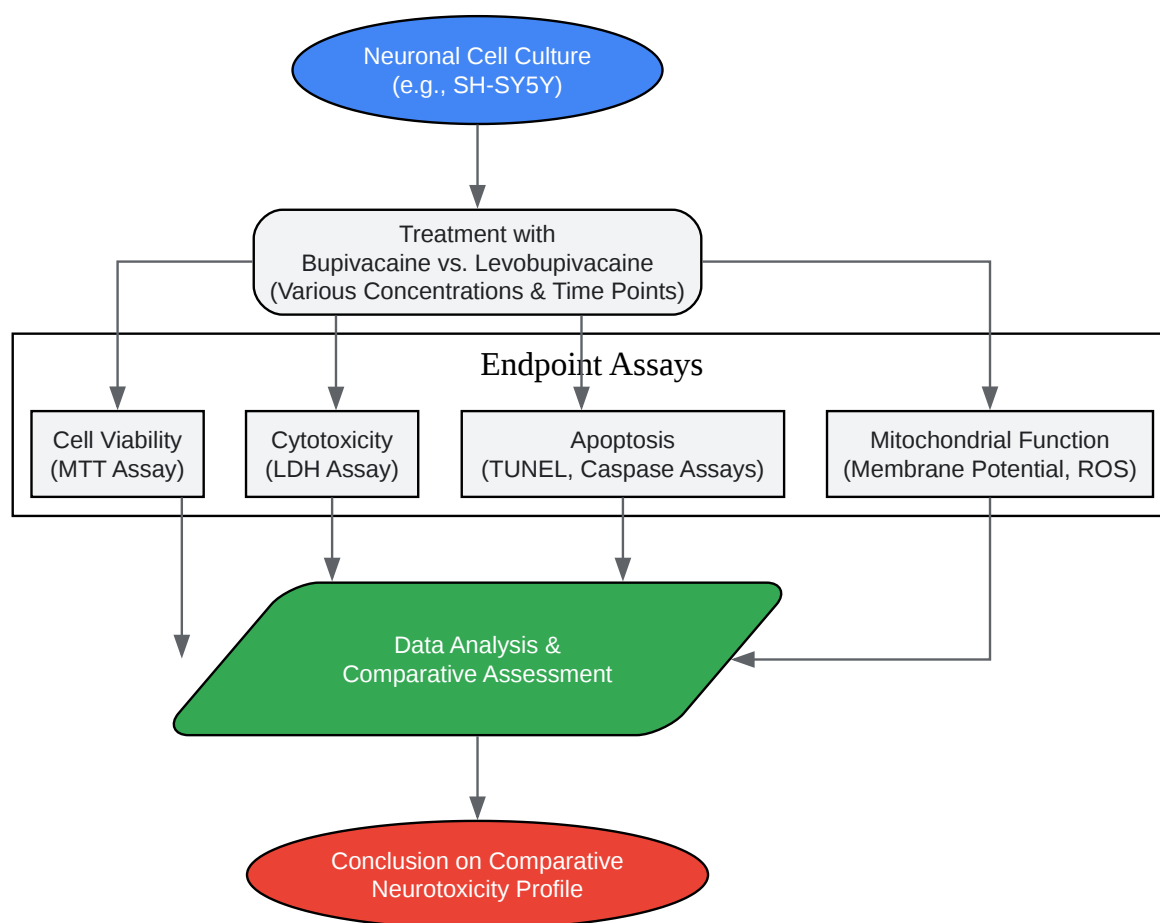 Neuronal Cell Culture
(e.g., SH-SY5Y)
Treatment with
Bupivacaine vs. Levobupivacaine
(Various Concentrations & Time Points)
Endpoint Assays
Cell Viability
(MTT Assay)
Cytotoxicity
(LDH Assay)
Apoptosis
(TUNEL, Caspase Assays)
Mitochondrial Function
(Membrane Potential, ROS)
Data Analysis &
Comparative Assessment
Conclusion on Comparative
Neurotoxicity Profile